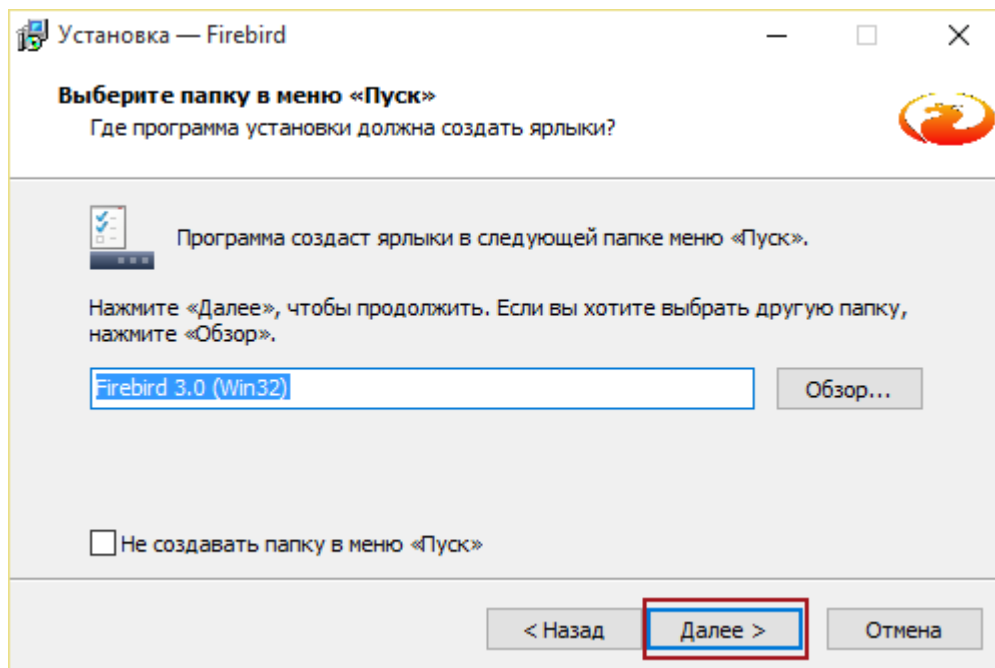 Установка — Firebird
Выберите папку в меню «Пуск»
Где программа установки должна создать ярлыки?
Программа создаст ярлыки в следующей папке меню «Пуск».
Нажмите «Далее», чтобы продолжить. Если вы хотите выбрать другую папку,
нажмите «Обзор».
Firebird 3.0 (Win32)
Обзор...
Не создавать папку в меню «Пуск»
< Назад
Далее >
Отмена